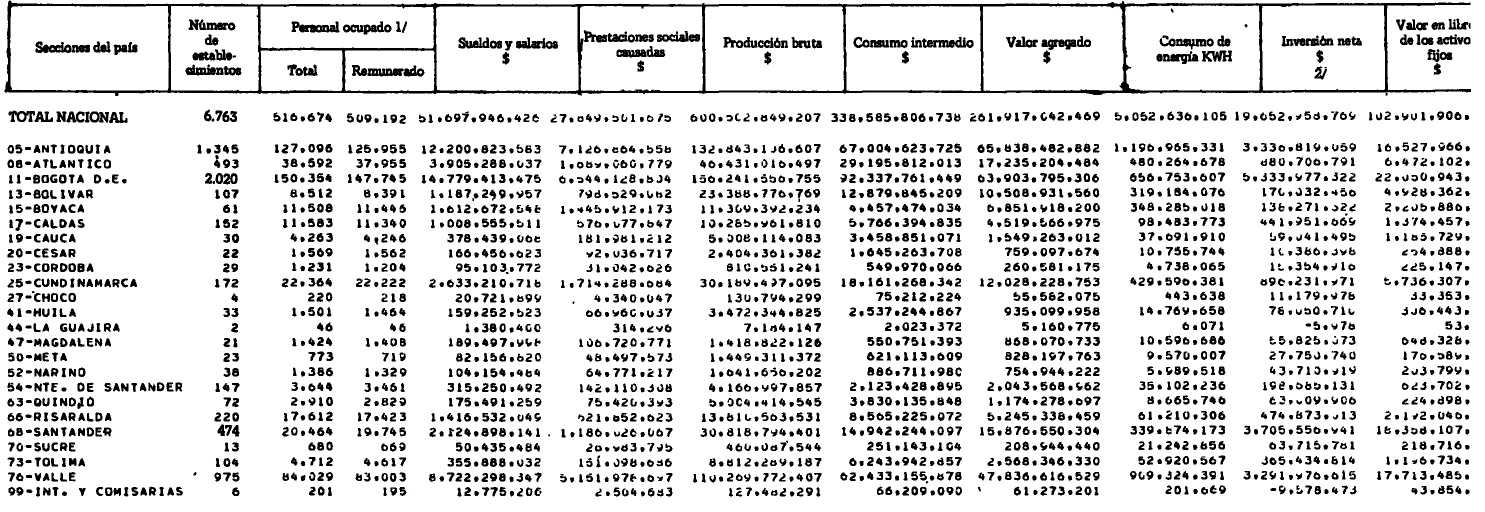 Secciones del país Número de estable- cimientos Personal ocupado 1/ Total Remunerado Sueldos y salarios $ Prestaciones sociales causadas $ Producción bruta $ Consumo intermedio $ Valor agregado $ Consumo de energía KWH Inversión neta $ 2/ Valor en libro de los activo fijos $
TOTAL NACIONAL 6.763 516.674 509.192 51.697.946.426 27.849.501.675 600.502.849.207 338.585.806.738 261.917.042.469 5.052.636.105 19.652.958.769 102.901.906.
05-ANTIOQUIA 1.345 127.096 125.955 12.200.823.583 7.126.864.558 132.843.106.607 67.004.623.725 65.838.482.882 1.196.965.331 3.336.819.059 16.527.966.
08-ATLANTICO 493 38.592 37.955 3.905.288.037 1.689.060.779 46.431.016.497 29.195.812.013 17.235.204.484 480.264.678 880.706.791 6.472.102.
11-BOGOTA D.E. 2.020 150.354 147.745 14.779.413.475 6.544.128.804 156.241.556.755 92.337.761.449 63.903.795.306 656.753.607 5.333.977.322 22.050.943.
13-BOLIVAR 107 8.512 8.391 1.187.249.957 798.529.082 23.388.776.769 12.879.845.209 10.508.931.560 319.184.076 170.032.456 4.928.362.
15-BOYACA 61 11.508 11.446 1.612.672.546 1.445.912.173 11.309.392.234 4.457.474.034 6.851.918.200 348.285.018 136.271.322 2.205.886.
17-CALDAS 152 11.583 11.340 1.008.555.511 576.077.847 10.285.961.810 5.766.394.835 4.519.566.975 98.483.773 441.951.669 1.374.457.
19-CAUCA 30 4.263 4.246 378.439.068 181.981.212 5.008.114.083 3.458.851.071 1.549.263.012 37.691.910 59.041.495 1.185.729.
20-CESAR 22 1.569 1.562 166.456.623 92.036.717 2.404.361.382 1.645.263.708 759.097.674 10.755.744 10.386.398 254.888.
23-CORDOBA 29 1.231 1.204 95.103.772 31.042.626 810.551.241 549.970.066 260.581.175 4.738.065 15.354.916 225.147.
25-CUNDINAMARCA 172 22.364 22.222 2.633.210.718 1.714.288.684 30.189.497.095 18.161.268.342 12.028.228.753 429.596.381 896.231.971 5.736.307.
27-CHOCO 4 220 218 20.721.899 4.340.047 130.794.299 75.212.224 55.582.075 443.638 11.179.978 33.353.
41-HUILA 33 1.501 1.464 159.252.523 66.960.037 3.472.344.825 2.537.244.867 935.099.958 14.769.658 78.050.710 336.443.
44-LA GUAJIRA 2 46 46 1.380.400 314.296 7.184.147 2.023.372 5.160.775 6.071 -5.978 53.
47-MAGDALENA 21 1.424 1.408 189.497.998 106.720.771 1.418.822.126 550.751.393 868.070.733 10.596.686 55.825.373 648.328.
50-META 23 773 719 82.156.620 48.497.573 1.449.311.372 621.113.609 828.197.763 9.570.007 27.753.740 170.589.
52-NARINO 38 1.386 1.329 104.154.484 64.771.217 1.641.656.202 886.711.980 754.944.222 5.989.518 43.713.919 203.799.
54-NTE. DE SANTANDER 147 3.644 3.461 315.250.492 142.110.308 4.166.997.857 2.123.428.895 2.043.568.962 35.102.236 192.685.131 623.702.
63-QUINDIO 72 2.910 2.829 175.491.259 75.420.393 5.004.414.545 3.830.135.848 1.174.278.697 8.665.746 63.009.906 224.898.
66-RISARALDA 220 17.612 17.423 1.416.532.049 521.852.623 13.810.563.531 8.565.225.072 5.245.338.459 61.210.306 474.873.013 2.192.046.
68-SANTANDER 474 20.464 19.745 2.124.898.141 1.186.026.067 30.818.794.401 14.942.244.097 15.876.550.304 339.674.173 3.705.556.941 18.358.107.
70-SUCRE 13 680 669 50.435.484 26.983.795 460.087.544 251.143.104 208.944.440 21.242.856 63.715.781 218.716.
73-TOLIMA 104 4.712 4.617 355.888.032 151.098.636 8.812.289.187 6.243.942.857 2.568.346.330 52.920.567 365.434.814 1.196.734.
76-VALLE 975 84.029 83.003 8.722.298.347 5.151.976.697 110.269.772.407 62.433.155.878 47.836.616.529 909.324.391 3.291.976.615 17.713.485.
99-INT. Y COMISARIAS 6 201 195 12.775.206 2.504.683 127.482.291 66.209.090 61.273.201 201.669 -9.578.473 43.854.